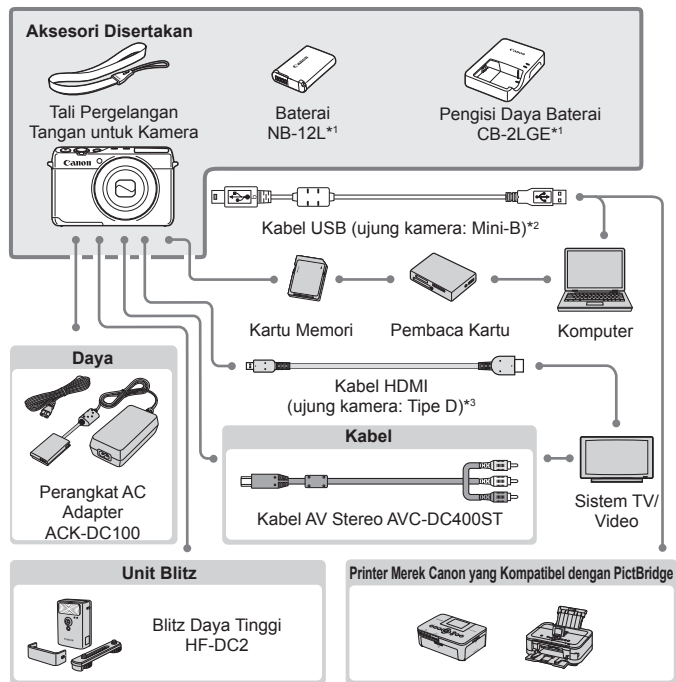 Aksesori Disertakan
Tali Pergelangan
Tangan untuk Kamera
Baterai
NB-12L*1
Pengisi Daya Baterai
CB-2LGE*1
Canon
Kabel USB (ujung kamera: Mini-B)*2
Kartu Memori
Pembaca Kartu
Komputer
Daya
Perangkat AC
Adapter
ACK-DC100
Kabel HDMI
(ujung kamera: Tipe D)*3
Kabel
Kabel AV Stereo AVC-DC400ST
Sistem TV/
Video
Unit Blitz
Blitz Daya Tinggi
HF-DC2
Printer Merek Canon yang Kompatibel dengan PictBridge